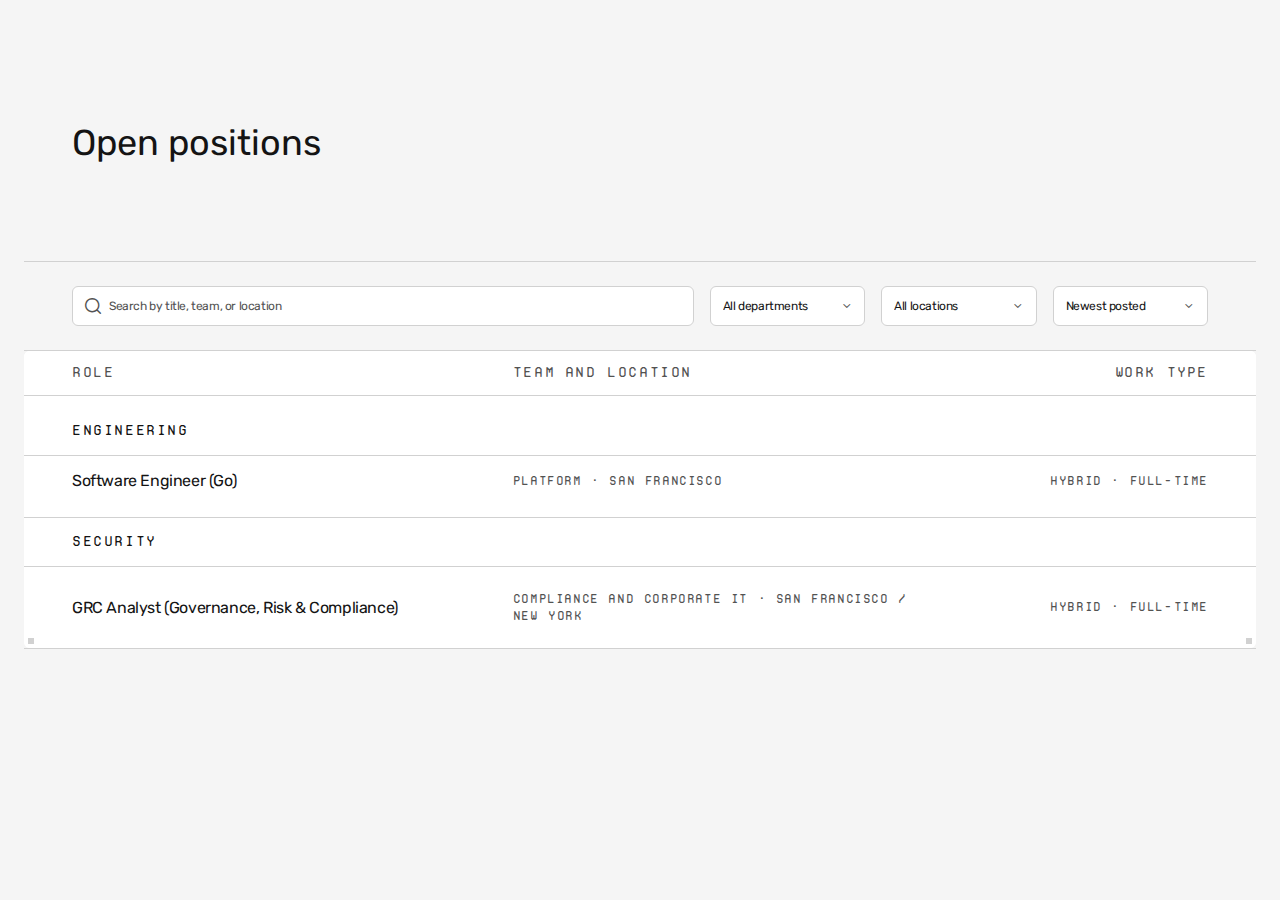 Open positions
Search by title, team, or location
All departments
All locations
Newest posted
ROLE
TEAM AND LOCATION
WORK TYPE
ENGINEERING
Software Engineer (Go)
PLATFORM · SAN FRANCISCO
HYBRID · FULL-TIME
SECURITY
GRC Analyst (Governance, Risk & Compliance)
COMPLIANCE AND CORPORATE IT · SAN FRANCISCO /
NEW YORK
HYBRID · FULL-TIME